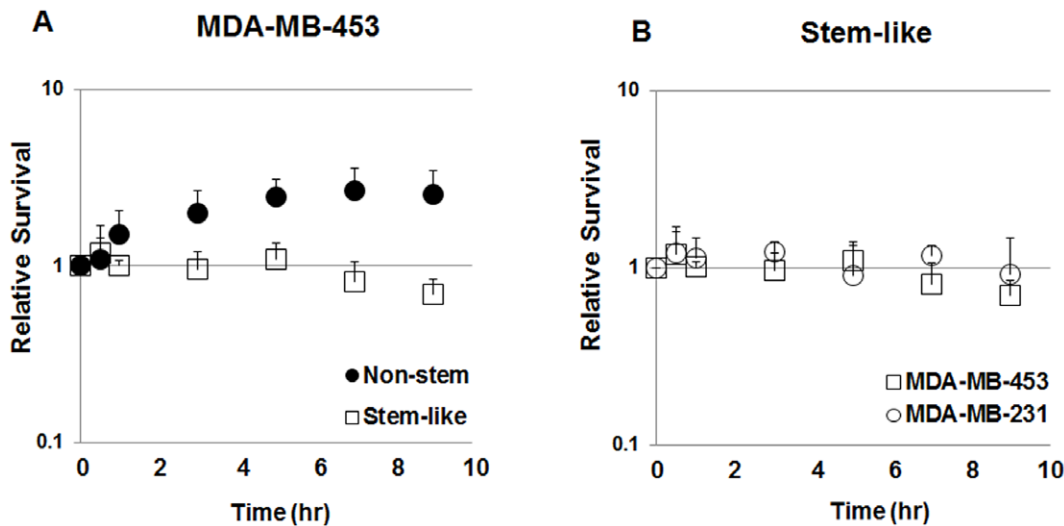 A
MDA-MB-453
Relative Survival
10
1
0.1
Non-stem
Stem-like
0 2 4 6 8 10
Time (hr)
B
Stem-like
Relative Survival
10
1
0.1
MDA-MB-453
MDA-MB-231
0 2 4 6 8 10
Time (hr)